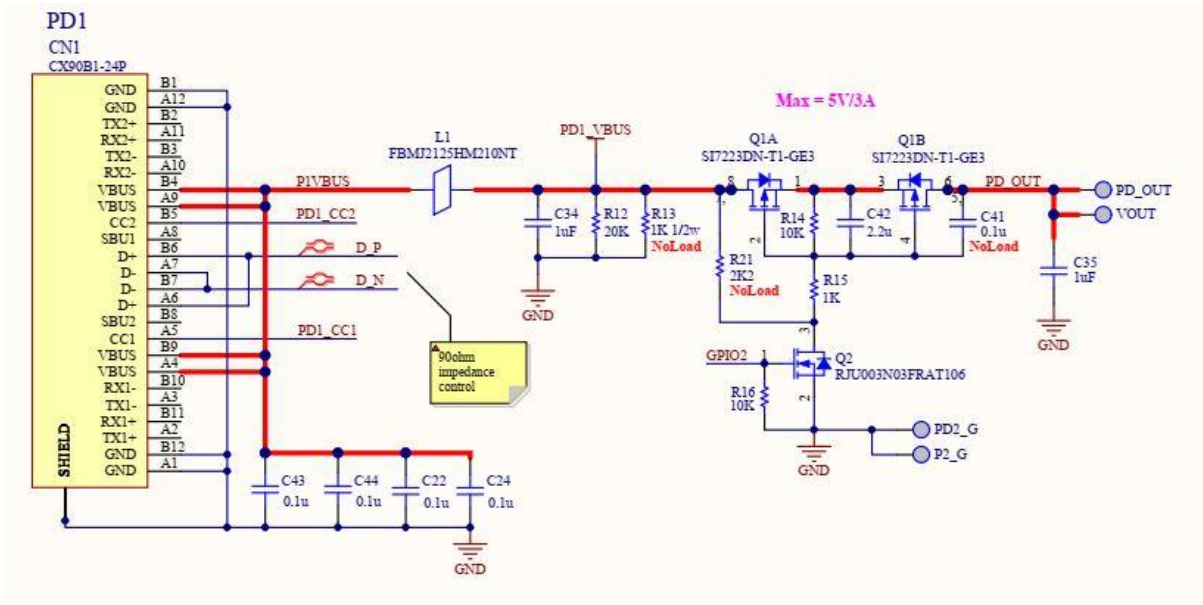 PD1
CN1
CX90B1-24P
GND B1
GND A12
TX2+ B2
RX2+ A11
TX2- B3
RX2- A10
VBUS B4
VBUS A9
CC2 B5
SBU1 A8
D+ B6
D- A7
D- B7
D+ A6
SBU2 B8
CC1 A5
VBUS B9
VBUS A4
RX1- B10
TX1- A3
RX1+ B11
TX1+ A2
GND B12
GND A1
SHIELD
P1VBUS
PD1_CC2
D_P
D_N
PD1_CC1
90ohm
impedance
control
C43
0.1u
C44
0.1u
C22
0.1u
C24
0.1u
GND
L1
FBMJ2125HM210NT
PD1_VBUS
C34
1uF
R12
20K
R13
1K 1/2w
NoLoad
GND
Max = 5V/3A
Q1A
SI7223DN-T1-GE3
8
7,
1
2
Q1B
SI7223DN-T1-GE3
3
6
5,
4
R21
2K2
NoLoad
R14
10K
C42
2.2u
C41
0.1u
NoLoad
R15
1K
PD_OUT
PD_OUT
VOUT
C35
1uF
GND
GPIO2
1
3
2
Q2
RJU003N03FRAT106
R16
10K
GND
PD2_G
P2_G